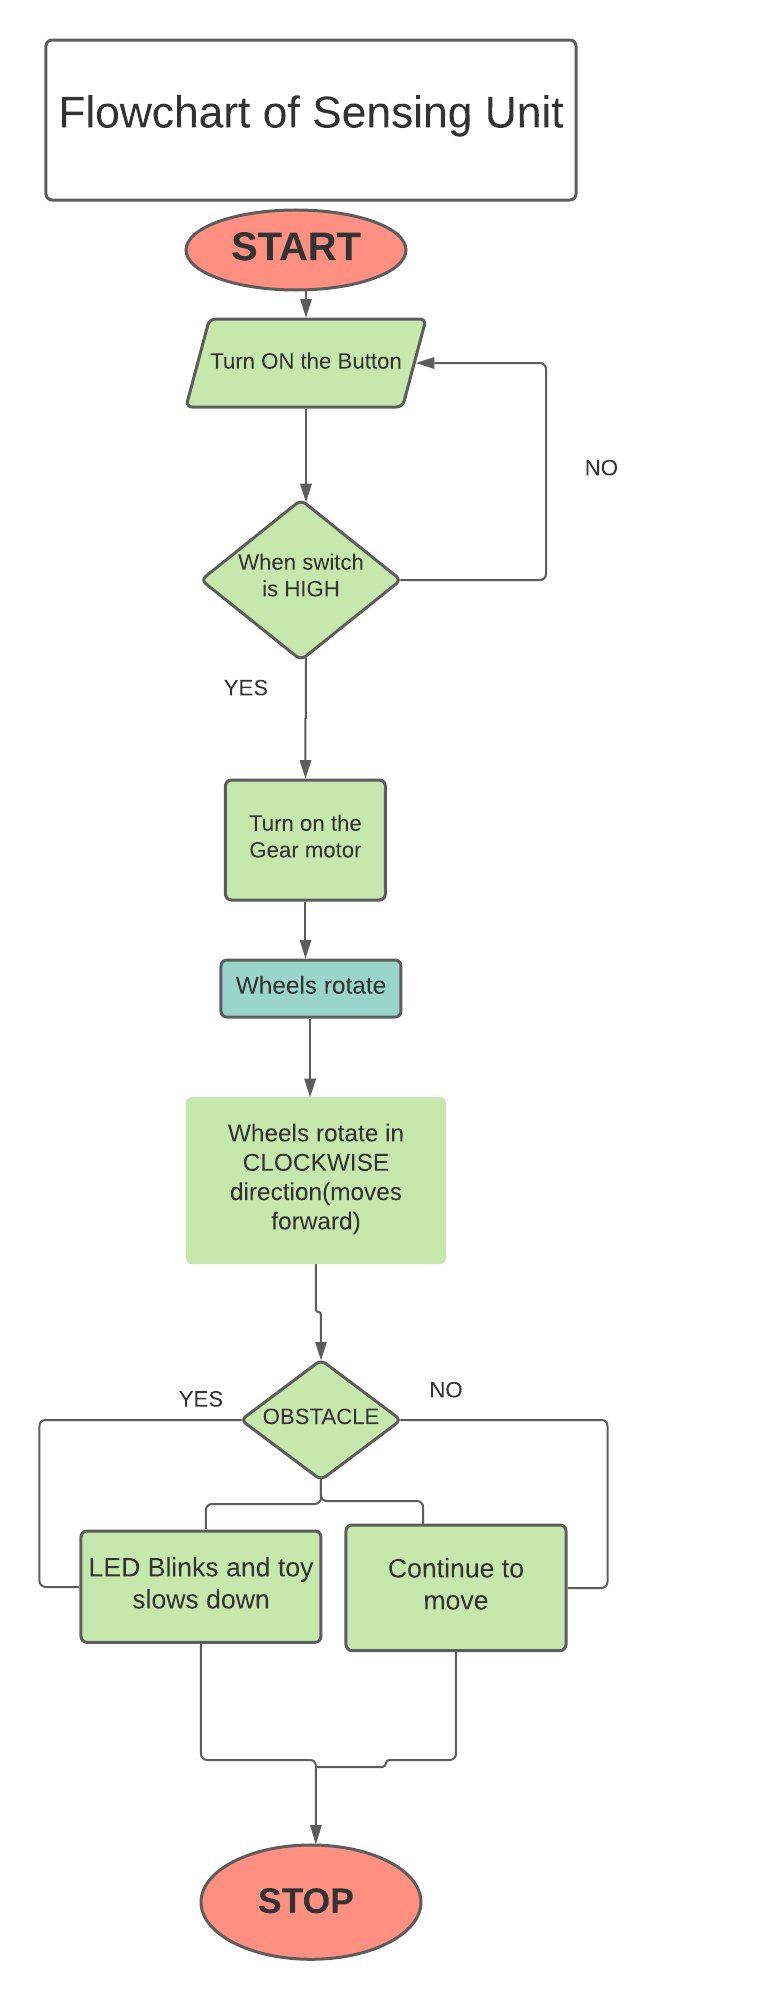 Flowchart of Sensing Unit
START
Turn ON the Button
NO
When switch
is HIGH
YES
Turn on the
Gear motor
Wheels rotate
Wheels rotate in
CLOCKWISE
direction(moves
forward)
YES
NO
OBSTACLE
LED Blinks and toy
slows down
Continue to
move
STOP